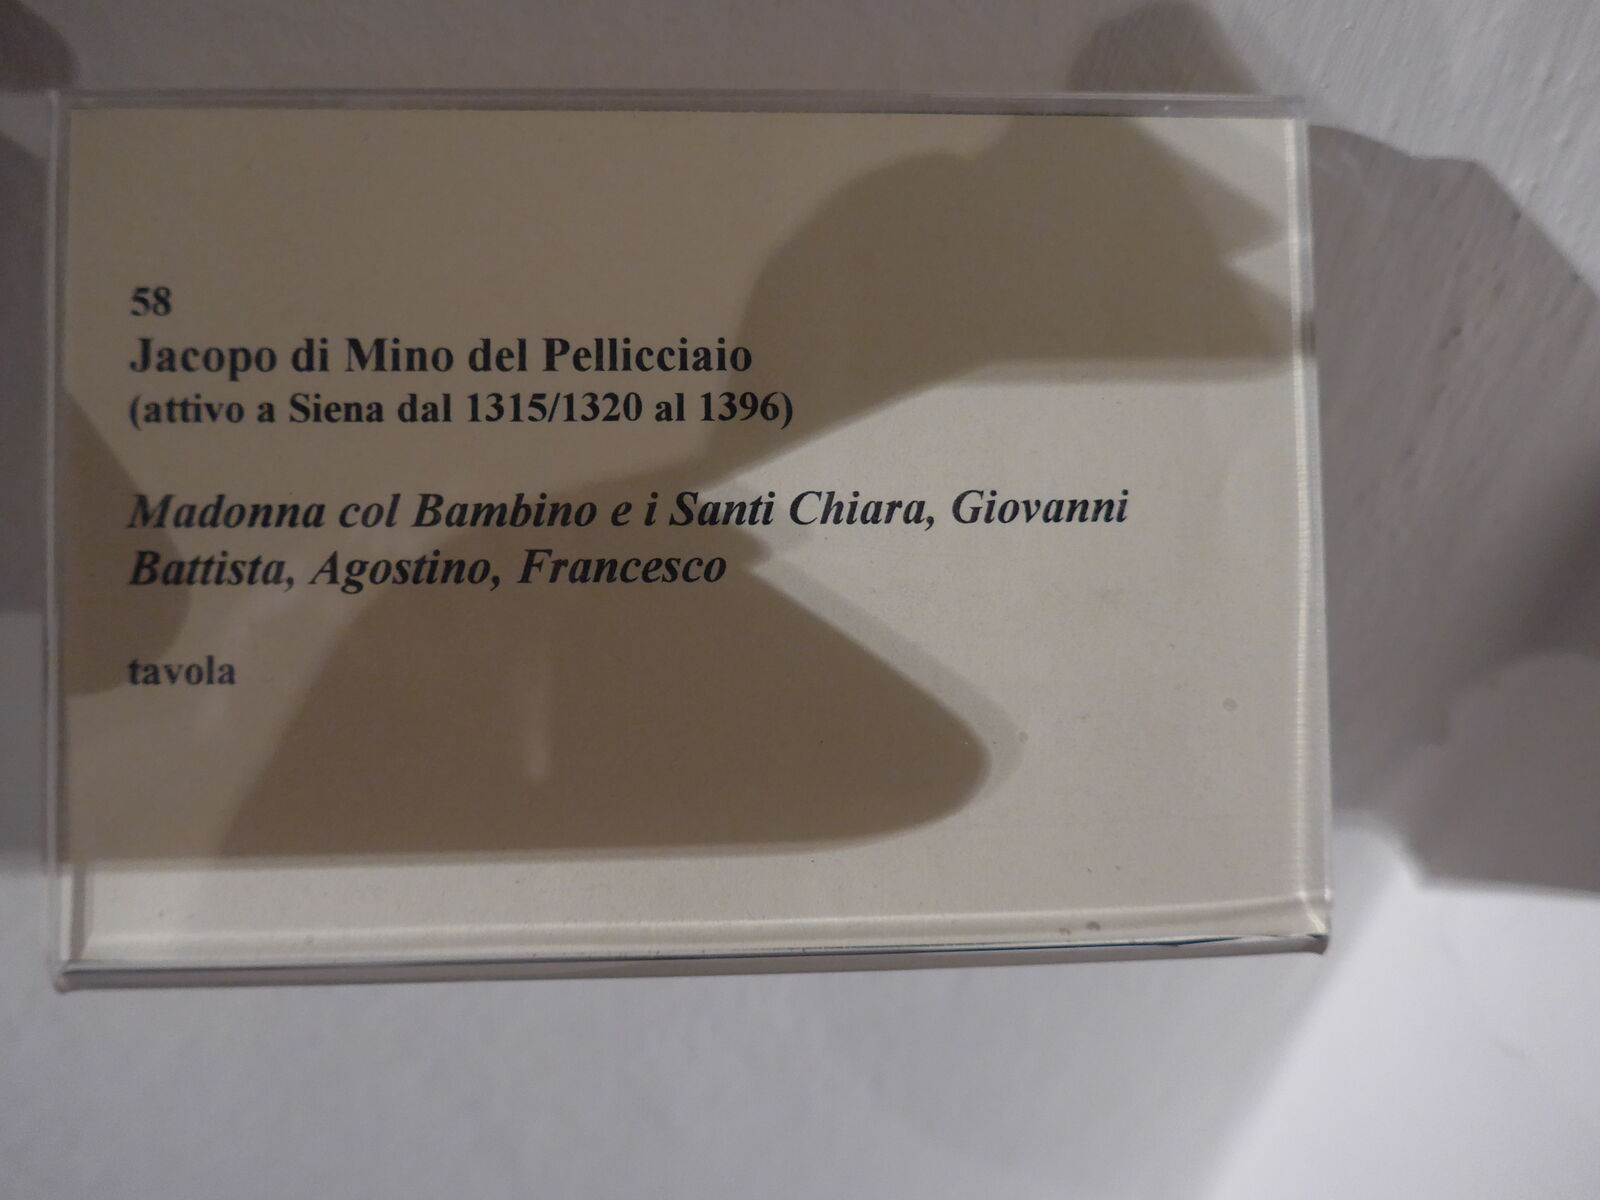 58
Jacopo di Mino del Pellicciaio
(attivo a Siena dal 1315/1320 al 1396)
Madonna col Bambino e i Santi Chiara, Giovanni
Battista, Agostino, Francesco
tavola